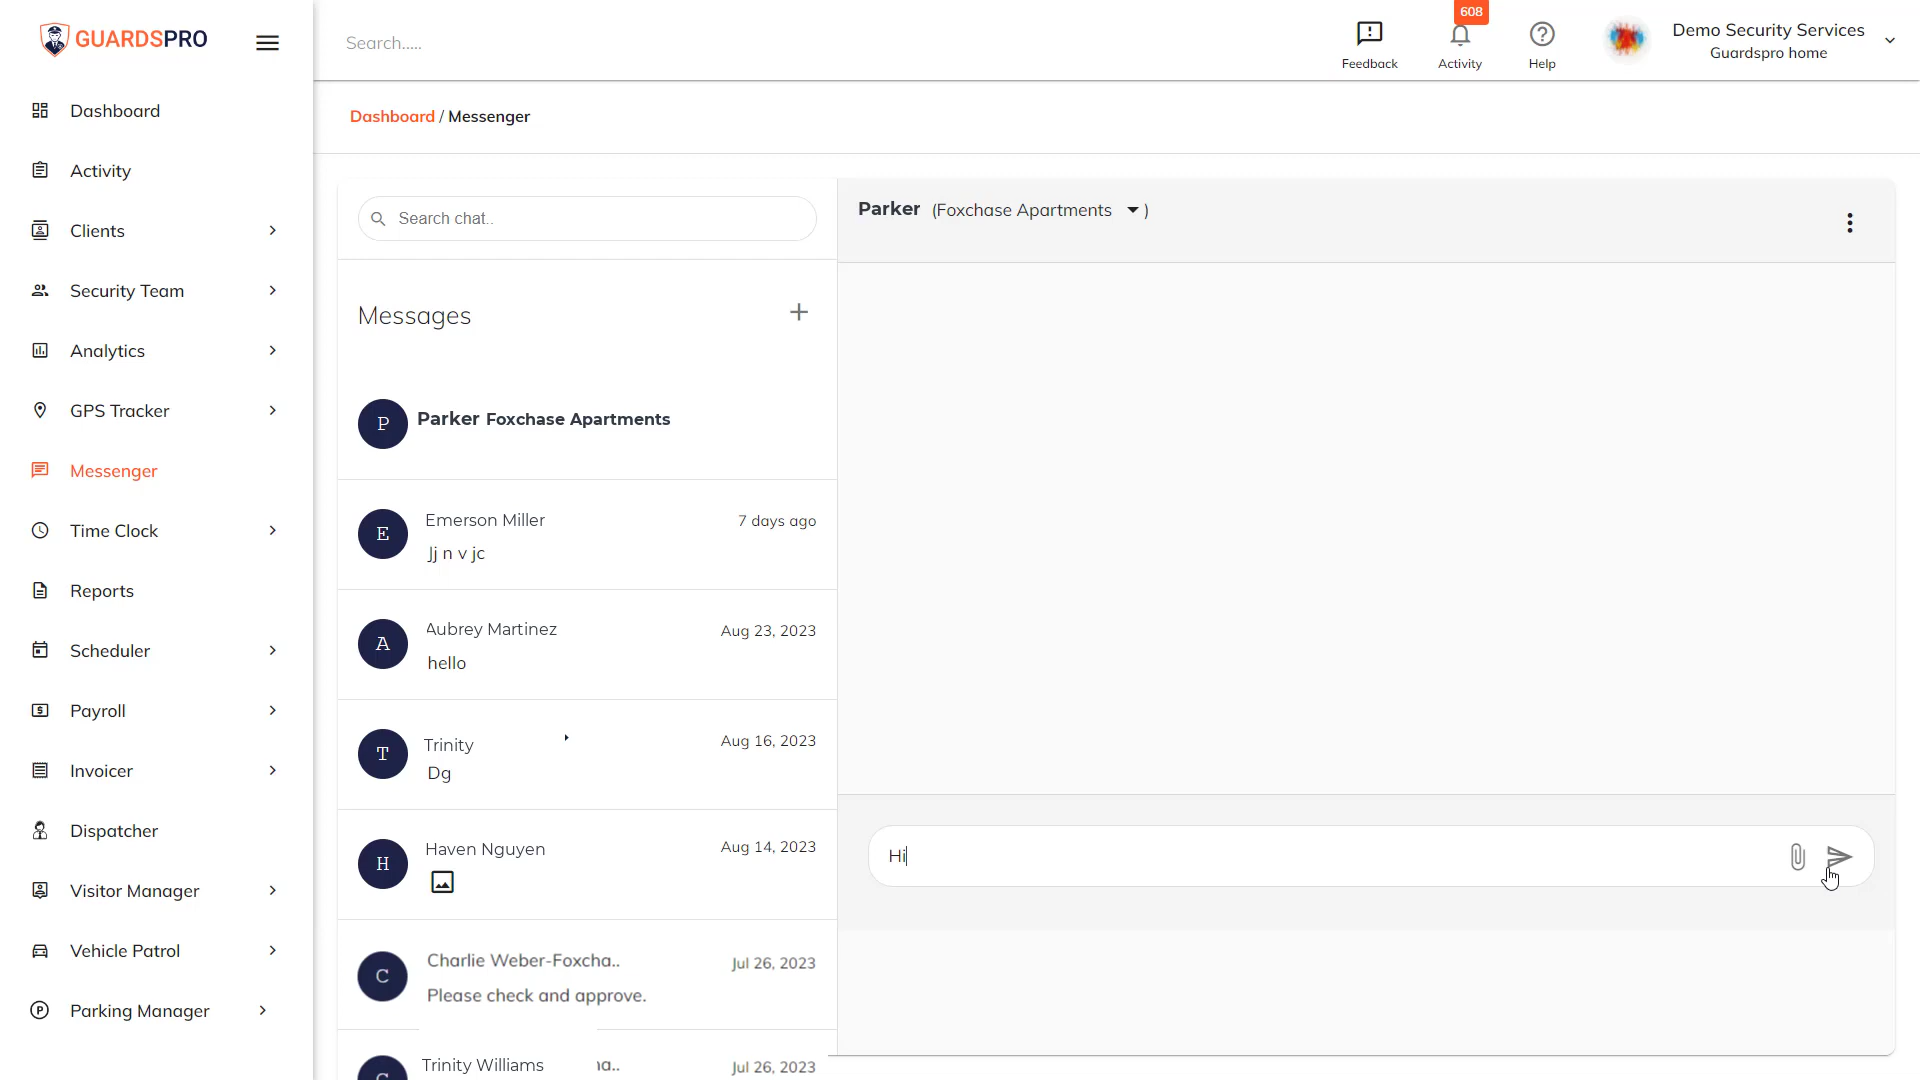 GUARDSPRO
Search.....
608
Feedback
Activity
Help
Demo Security Services
Guardspro home
Dashboard
Activity
Clients
Security Team
Analytics
GPS Tracker
Messenger
Time Clock
Reports
Scheduler
Payroll
Invoicer
Dispatcher
Visitor Manager
Vehicle Patrol
Parking Manager
Dashboard / Messenger
Search chat..
Messages
P
Parker Foxchase Apartments
E
Emerson Miller
7 days ago
Jj n v jc
A
Aubrey Martinez
Aug 23, 2023
hello
T
Trinity
Aug 16, 2023
Dg
H
Haven Nguyen
Aug 14, 2023
C
Charlie Weber-Foxcha..
Jul 26, 2023
Please check and approve.
Trinity Williams
Jul 26, 2023
Parker (Foxchase Apartments )
Hi